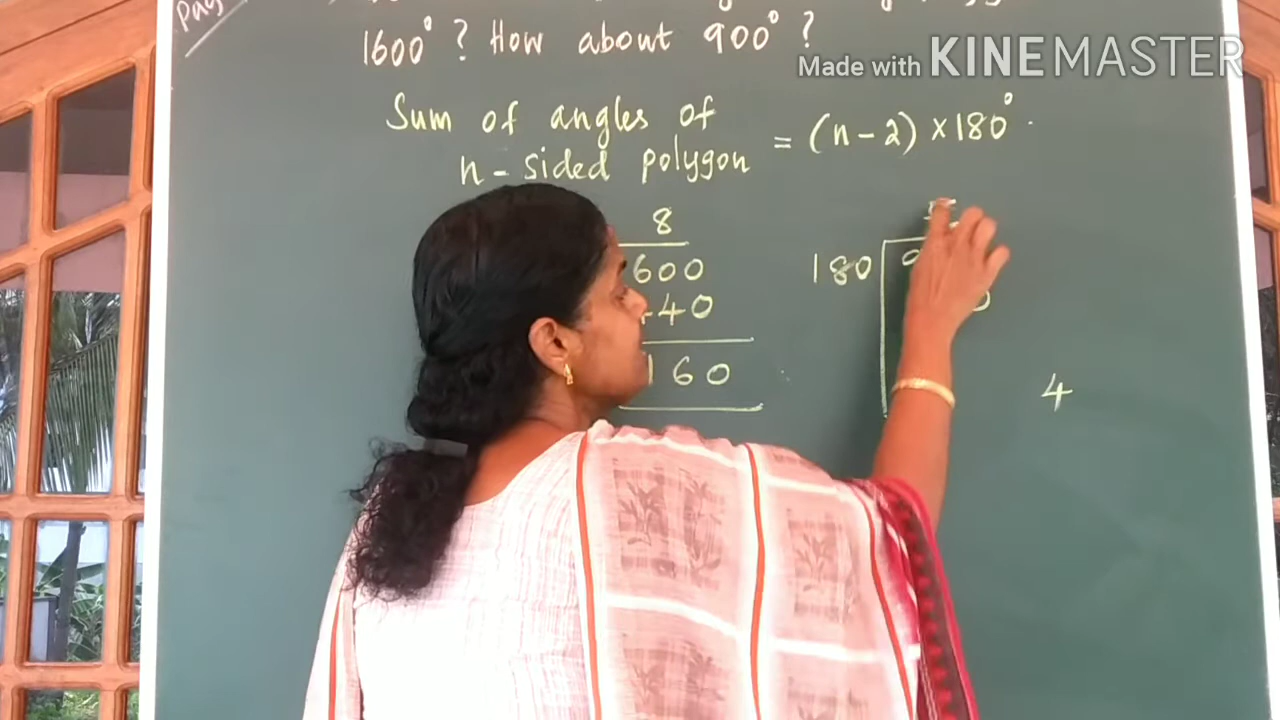 1600° ? How about 900° ?
Made with KINEMASTER
Sum of angles of
n - sided polygon = (n - 2) × 180°
8
600
40
160
180
4